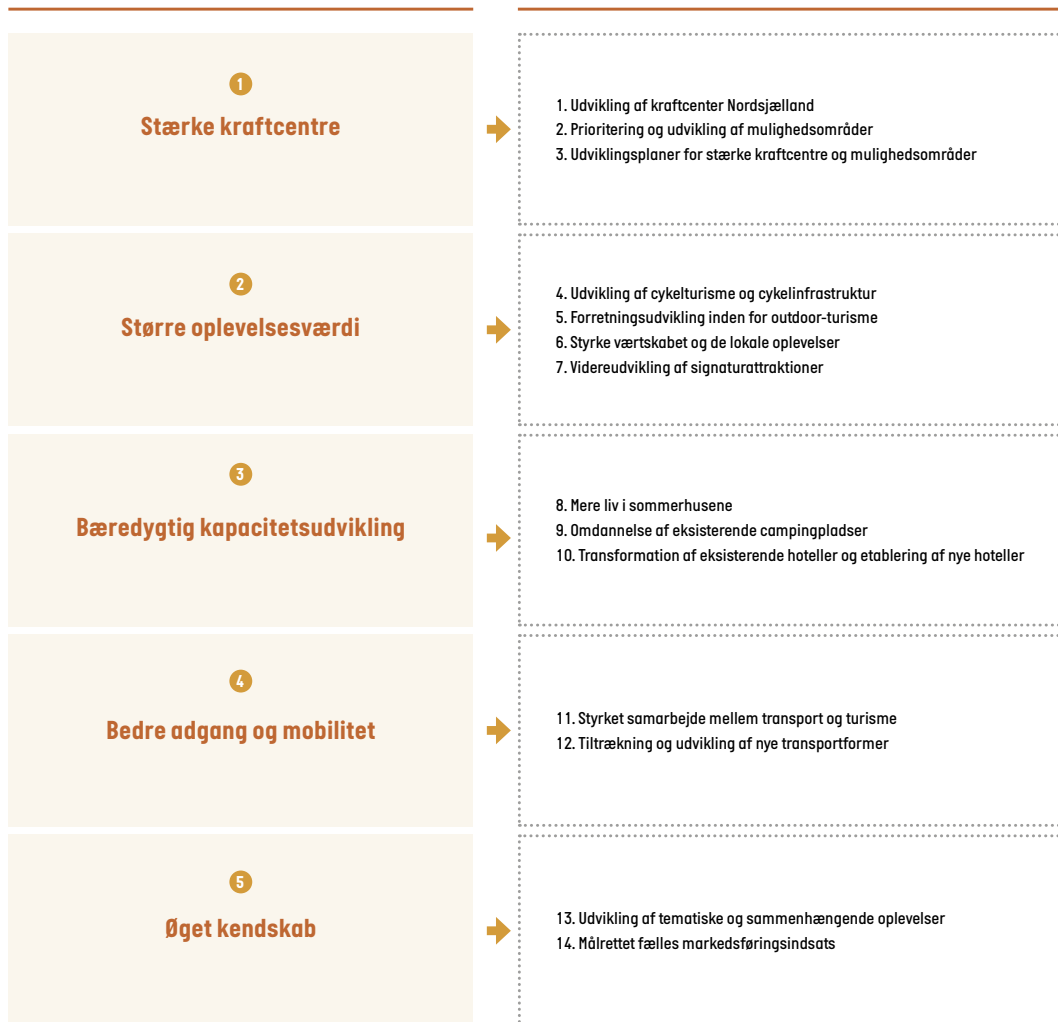 1
Stærke kraftcentre
1. Udvikling af kraftcenter Nordsjælland
2. Prioritering og udvikling af mulighedsområder
3. Udviklingsplaner for stærke kraftcentre og mulighedsområder
2
Større oplevelsesværdi
4. Udvikling af cykelturisme og cykelinfrastruktur
5. Forretningsudvikling inden for outdoor-turisme
6. Styrke værtskabet og de lokale oplevelser
7. Videreudvikling af signaturattraktioner
3
Bæredygtig kapacitetsudvikling
8. Mere liv i sommerhusene
9. Omdannelse af eksisterende campingpladser
10. Transformation af eksisterende hoteller og etablering af nye hoteller
4
Bedre adgang og mobilitet
11. Styrket samarbejde mellem transport og turisme
12. Tiltrækning og udvikling af nye transportformer
5
Øget kendskab
13. Udvikling af tematiske og sammenhængende oplevelser
14. Målrettet fælles markedsføringsindsats